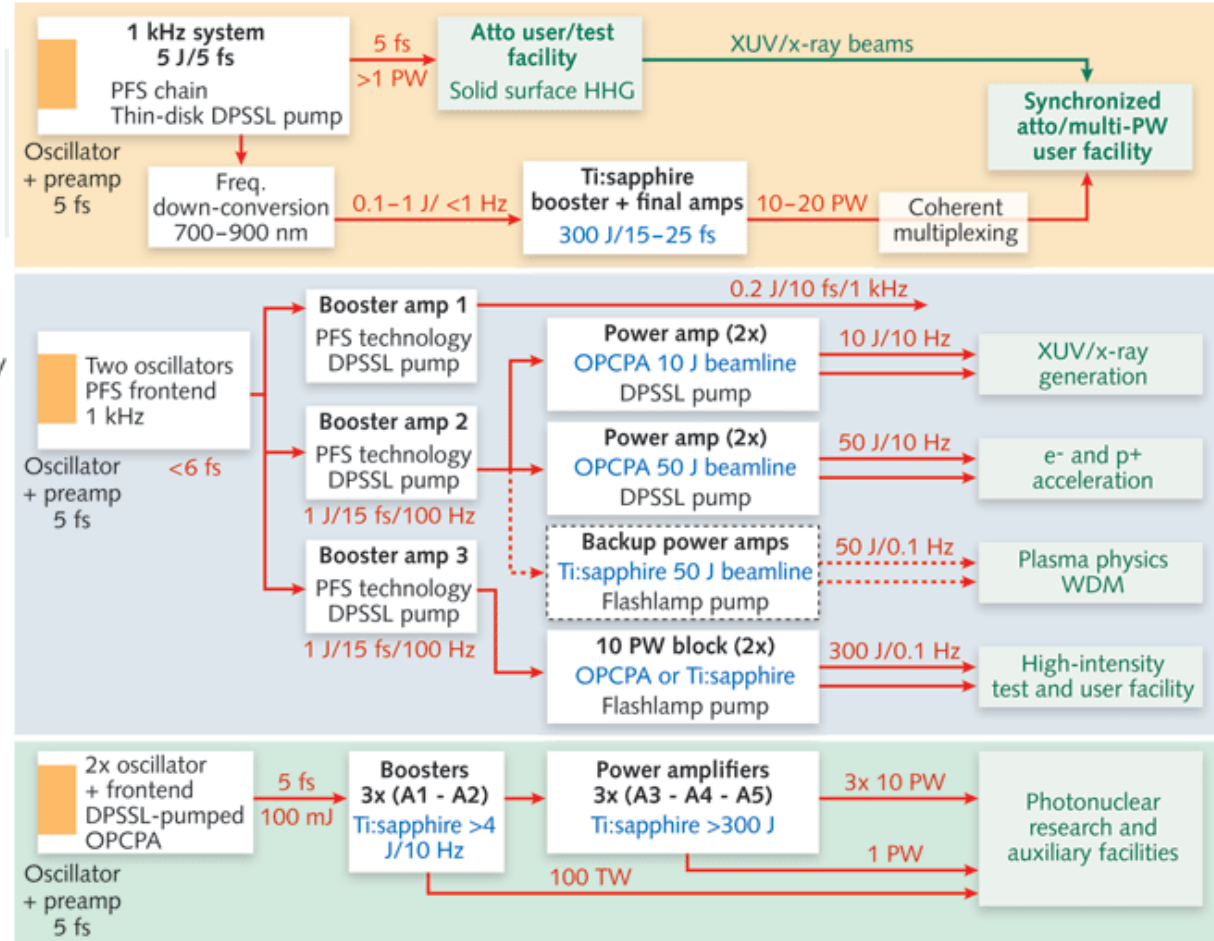 1 kHz system
5 J/5 fs
PFS chain
Thin-disk DPSSL pump
Oscillator
+ preamp
5 fs
5 fs
>1 PW
Atto user/test
facility
Solid surface HHG
XUV/x-ray beams
Synchronized
atto/multi-PW
user facility
Freq.
down-conversion
700–900 nm
0.1–1 J/ <1 Hz
Ti:sapphire
booster + final amps
300 J/15–25 fs
10–20 PW
Coherent
multiplexing
Two oscillators
PFS frontend
1 kHz
Oscillator
+ preamp
5 fs
<6 fs
Booster amp 1
PFS technology
DPSSL pump
0.2 J/10 fs/1 kHz
Booster amp 2
PFS technology
DPSSL pump
1 J/15 fs/100 Hz
Booster amp 3
PFS technology
DPSSL pump
1 J/15 fs/100 Hz
Power amp (2x)
OPCPA 10 J beamline
DPSSL pump
10 J/10 Hz
XUV/x-ray
generation
Power amp (2x)
OPCPA 50 J beamline
DPSSL pump
50 J/10 Hz
e- and p+
acceleration
Backup power amps
Ti:sapphire 50 J beamline
Flashlamp pump
50 J/0.1 Hz
Plasma physics
WDM
10 PW block (2x)
OPCPA or Ti:sapphire
Flashlamp pump
300 J/0.1 Hz
High-intensity
test and user facility
2x oscillator
+ frontend
DPSSL-pumped
OPCPA
Oscillator
+ preamp
5 fs
5 fs
100 mJ
Boosters
3x (A1 - A2)
Ti:sapphire >4
J/10 Hz
Power amplifiers
3x (A3 - A4 - A5)
Ti:sapphire >300 J
3x 10 PW
1 PW
100 TW
Photonuclear
research and
auxiliary facilities